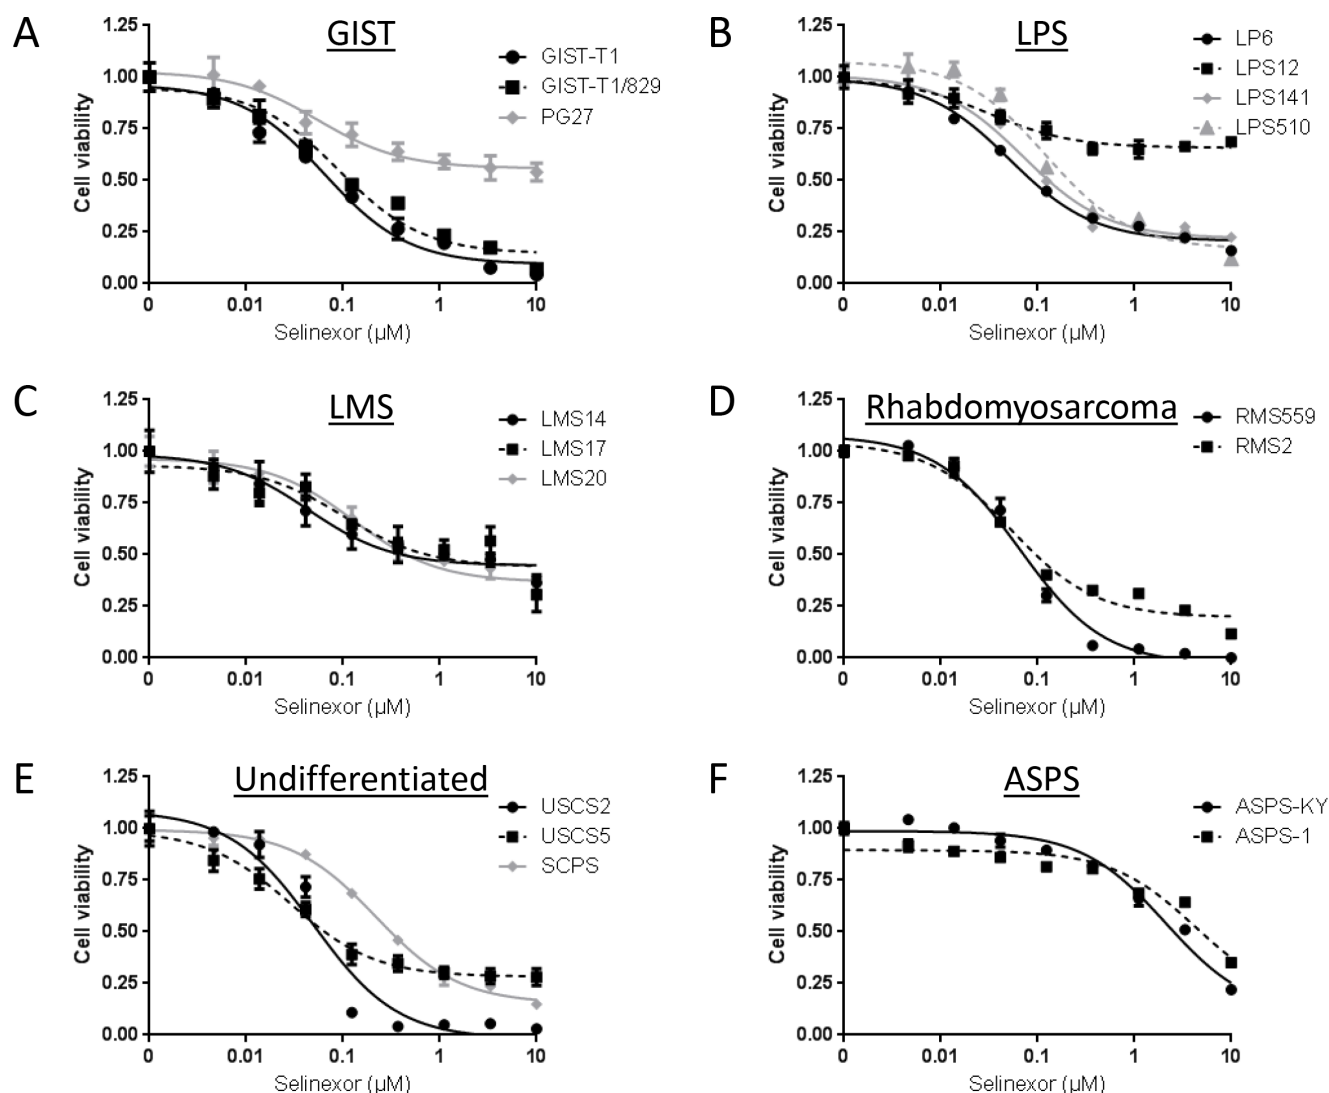 A
GIST
1.25
1.00
0.75
0.50
0.25
0.00
Cell viability
0
0.01
0.1
1
10
Selinexor (µM)
GIST-T1
GIST-T1/829
PG27
B
LPS
1.25
1.00
0.75
0.50
0.25
0.00
Cell viability
0
0.01
0.1
1
10
Selinexor (µM)
LP6
LPS12
LPS141
LPS510
C
LMS
1.25
1.00
0.75
0.50
0.25
0.00
Cell viability
0
0.01
0.1
1
10
Selinexor (µM)
LMS14
LMS17
LMS20
D
Rhabdomyosarcoma
1.25
1.00
0.75
0.50
0.25
0.00
Cell viability
0
0.01
0.1
1
10
Selinexor (µM)
RMS559
RMS2
E
Undifferentiated
1.25
1.00
0.75
0.50
0.25
0.00
Cell viability
0
0.01
0.1
1
10
Selinexor (µM)
USCS2
USCS5
SCPS
F
ASPS
1.25
1.00
0.75
0.50
0.25
0.00
Cell viability
0
0.01
0.1
1
10
Selinexor (µM)
ASPS-KY
ASPS-1